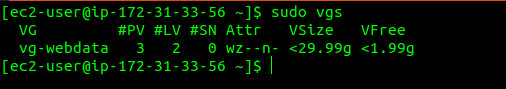 [ec2-user@ip-172-31-33-56 ~]$ sudo vgs
  VG         #PV #LV #SN Attr   VSize   VFree
  vg-webdata   3   2   0 wz--n- <29.99g <1.99g
[ec2-user@ip-172-31-33-56 ~]$